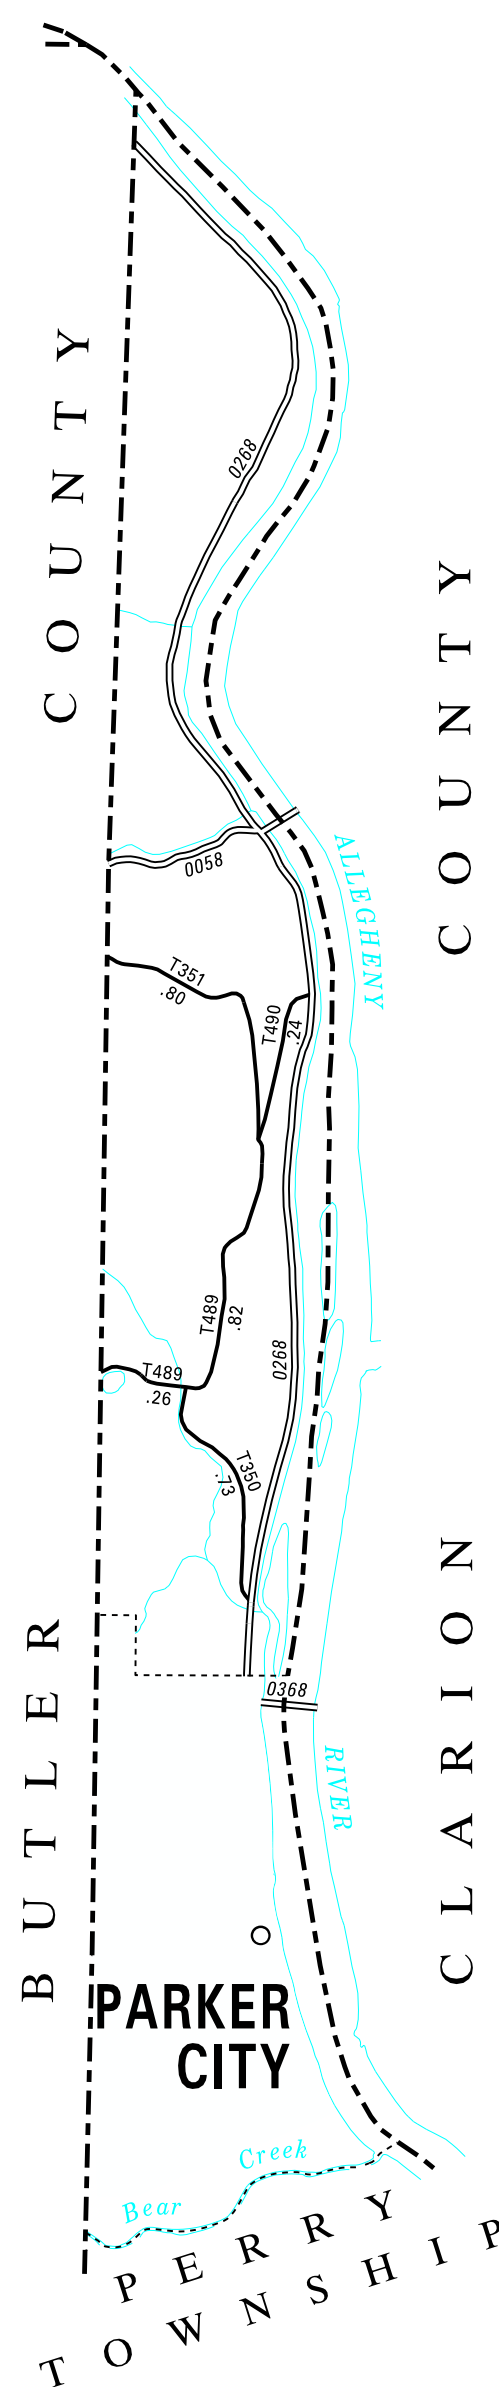 COUNTY
0268
COUNTY
ALLEGHENY
0058
T351
.80
T490
.24
T489
.82
0268
T489
.26
T350
.73
0368
RIVER
BUTLER
CLARION
PARKER
CITY
Bear Creek
PERRY
TOWNSHIP